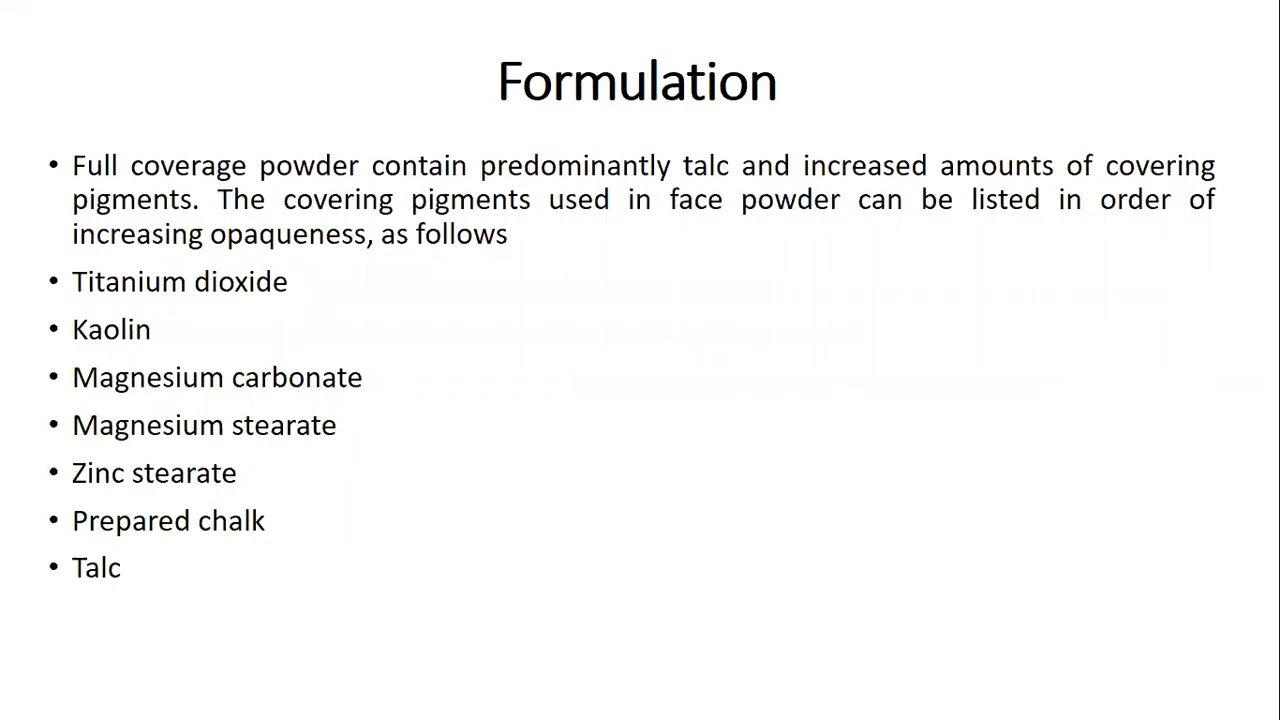 Formulation
• Full coverage powder contain predominantly talc and increased amounts of covering
pigments. The covering pigments used in face powder can be listed in order of
increasing opaqueness, as follows
• Titanium dioxide
• Kaolin
• Magnesium carbonate
• Magnesium stearate
• Zinc stearate
• Prepared chalk
• Talc